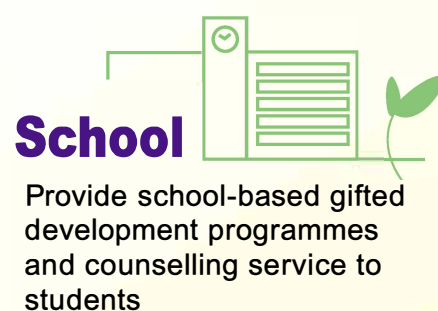 School
Provide school-based gifted
development programmes
and counselling service to
students